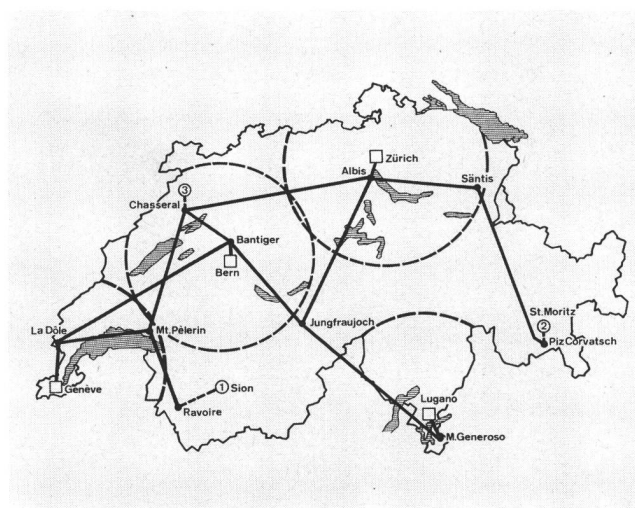 Zürich
Albis
Säntis
3
Chasseral
Bantiger
Bern
St. Moritz
2
La Dôle
Mt. Pèlerin
Jungfraujoch
Piz Corvatsch
Genève
1 Sion
Lugano
Ravoire
M. Generoso